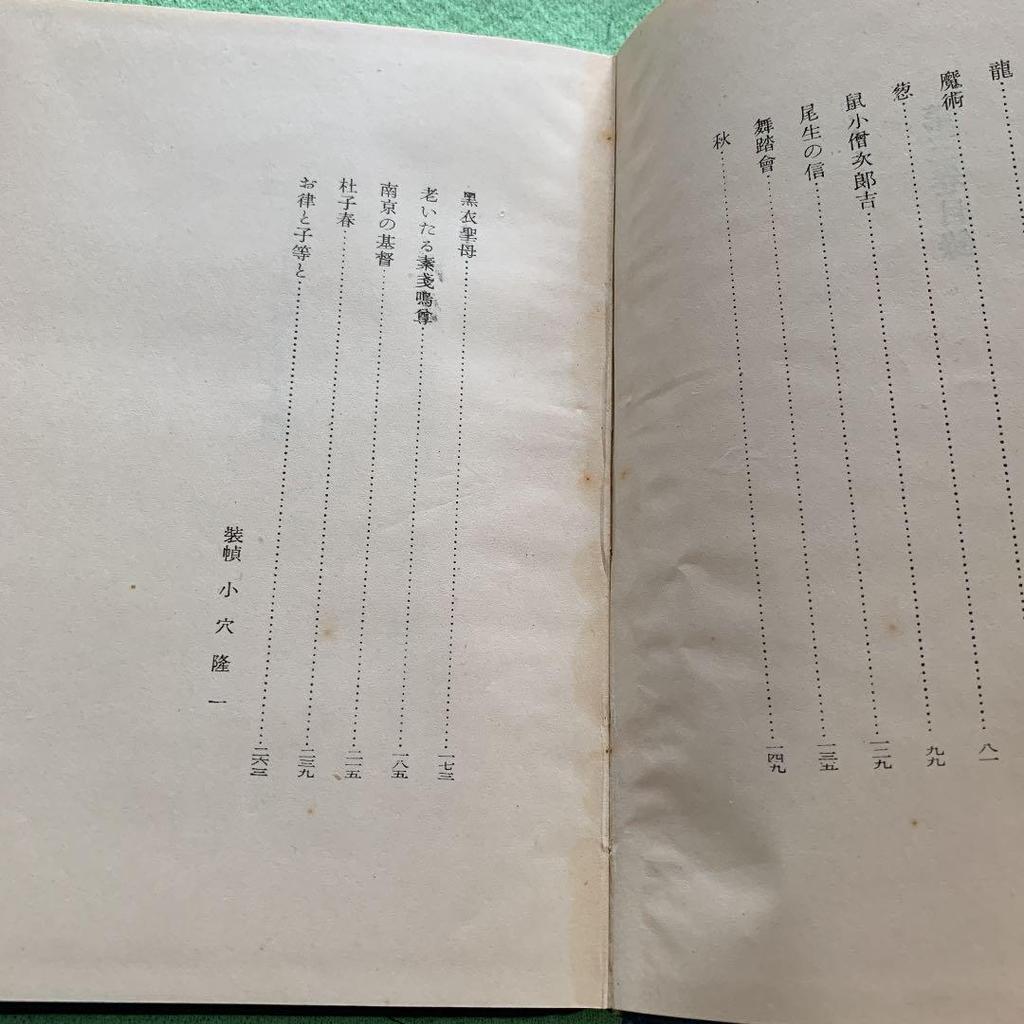 龍
魔術
葱……八一
鼠小僧次郎吉……九九
尾生の信……一二九
舞踏會……一三五
秋……一四九
黑衣聖母……一七三
老いたる素戔嗚尊……一八五
南京の基督……二一五
杜子春……二三九
お律と子等と……二六三
裝幀 小穴隆一